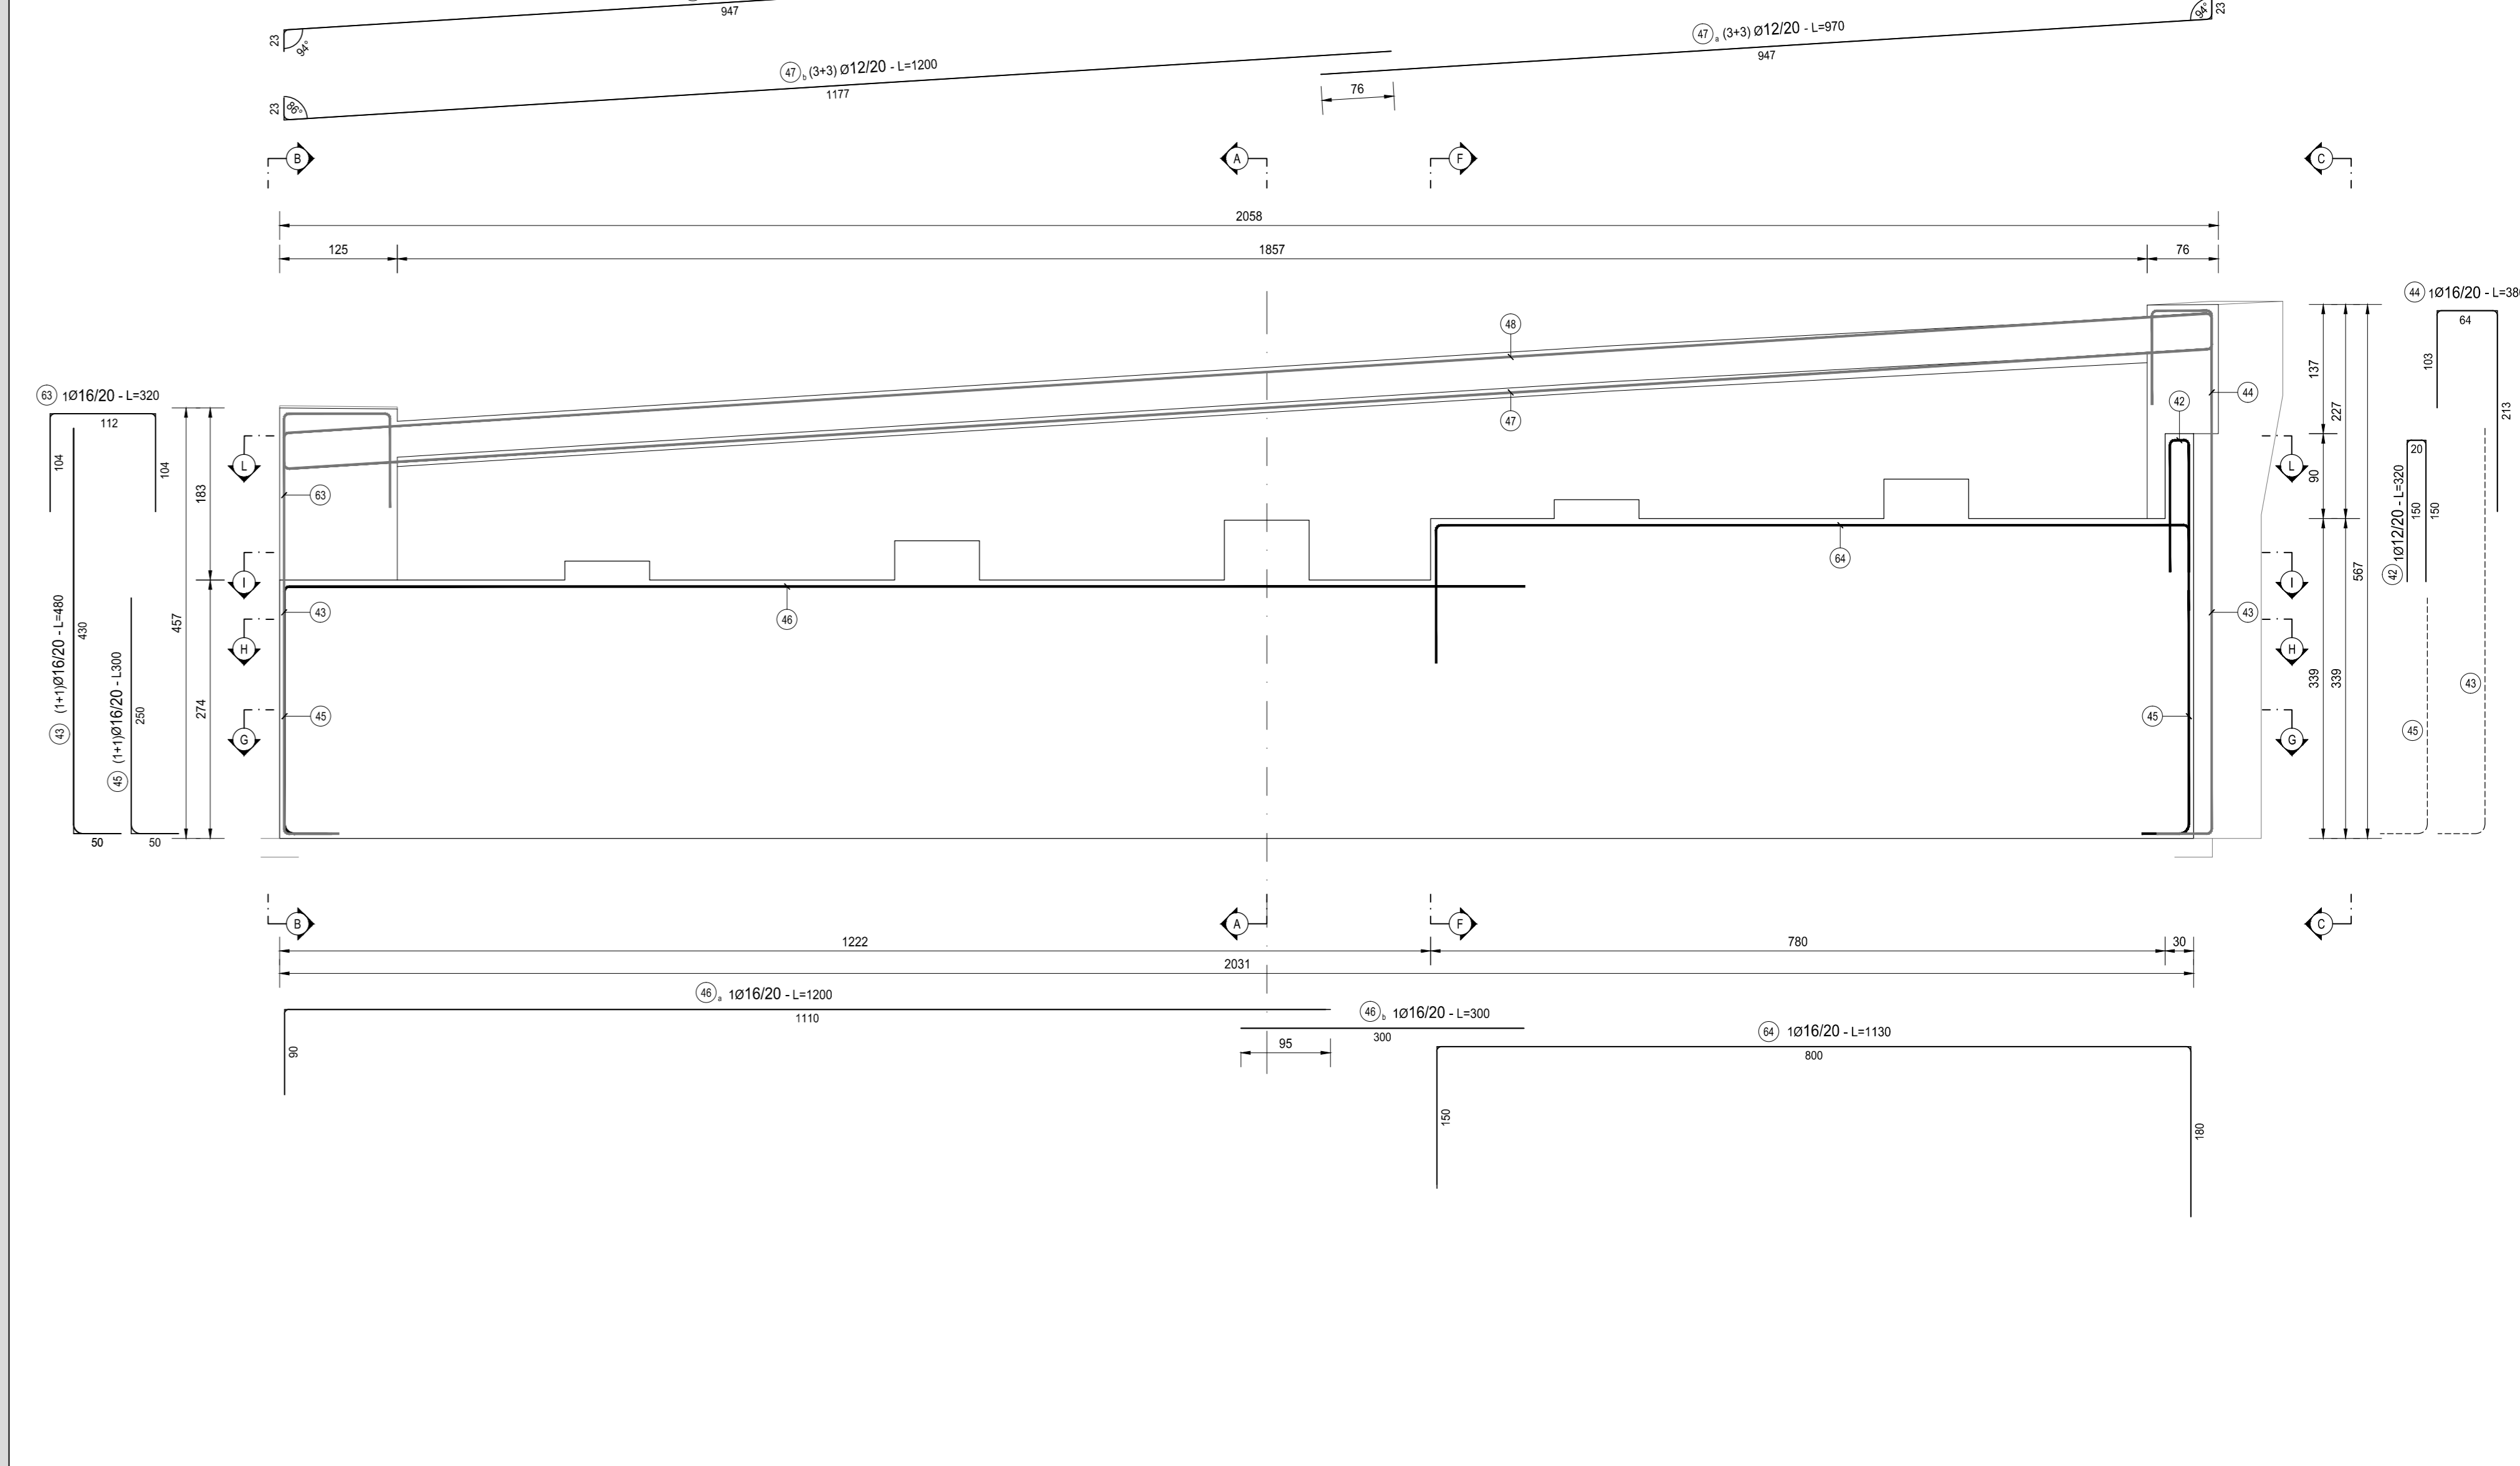 947
23
94°
23
94°
47 a (3+3) Ø12/20 - L=970
947
47 b (3+3) Ø12/20 - L=1200
1177
76
23
86°
B
A
F
C
2058
125
1857
76
44 1Ø16/20 - L=38
64
103
213
48
47
44
42
137
227
567
90
339
339
63 1Ø16/20 - L=320
112
104
104
183
457
274
L
L
63
20
42 1Ø12/20 - L=320
150
150
I
I
64
43 (1+1)Ø16/20 - L=480
430
50
45 (1+1)Ø16/20 - L300
250
50
43
46
43
H
H
43
45
45
45
G
G
B
A
F
C
1222
780
30
2031
46 a 1Ø16/20 - L=1200
1110
90
46 b 1Ø16/20 - L=300
300
95
64 1Ø16/20 - L=1130
800
150
180